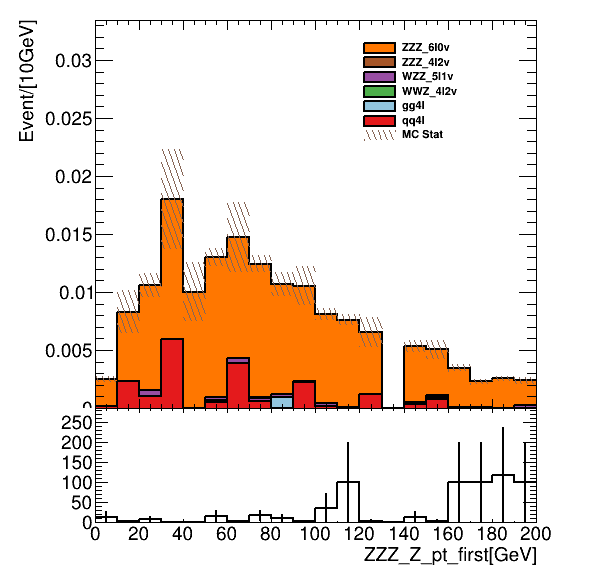 Event/[10GeV]
0.03
0.025
0.02
0.015
0.01
0.005
0
ZZZ_6l0v
ZZZ_4l2v
WZZ_5l1v
WWZ_4l2v
gg4l
qq4l
MC Stat
250
200
150
100
50
0
0 20 40 60 80 100 120 140 160 180 200
ZZZ_Z_pt_first[GeV]